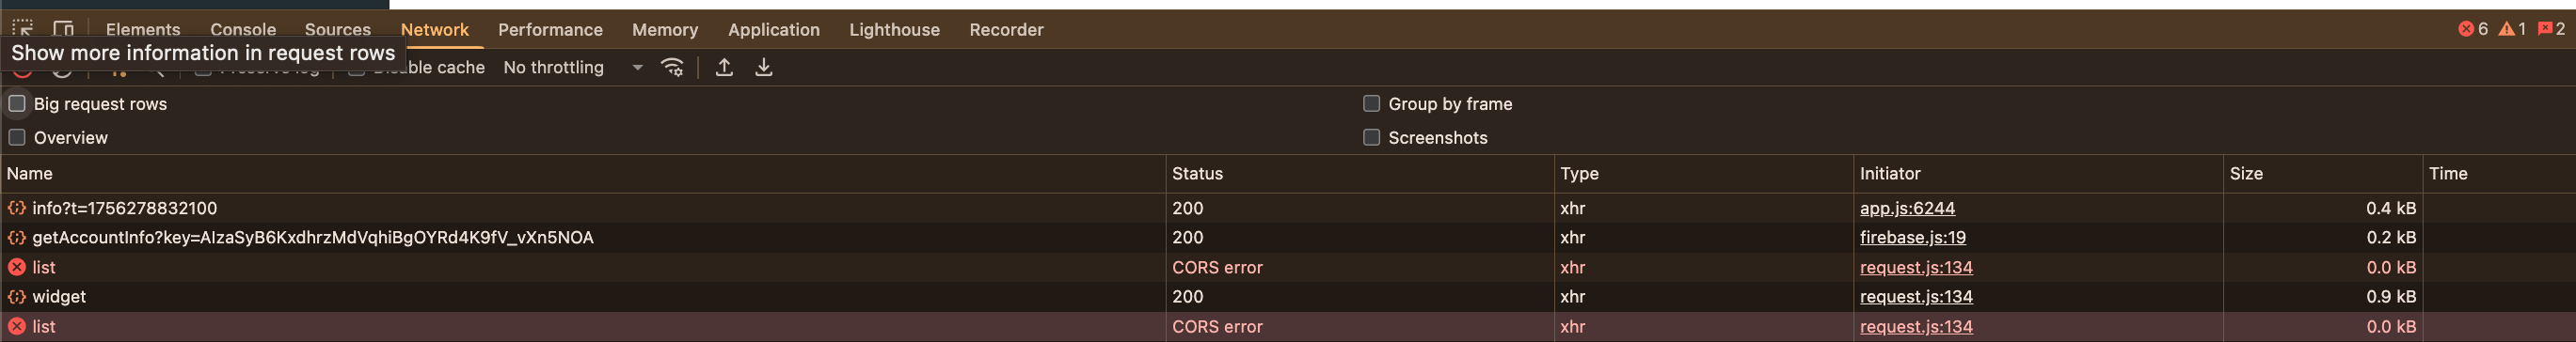 Elements Console Sources Network Performance Memory Application Lighthouse Recorder 6 1 2
Show more information in request rows
Disable cache No throttling
Big request rows Group by frame
Overview Screenshots
Name Status Type Initiator Size Time
info?t=1756278832100 200 xhr app.js:6244 0.4 kB
getAccountInfo?key=AIzaSyB6KxdhrzMdVqhiBgOYRd4K9fV_vXn5NOA 200 xhr firebase.js:19 0.2 kB
list CORS error xhr request.js:134 0.0 kB
widget 200 xhr request.js:134 0.9 kB
list CORS error xhr request.js:134 0.0 kB